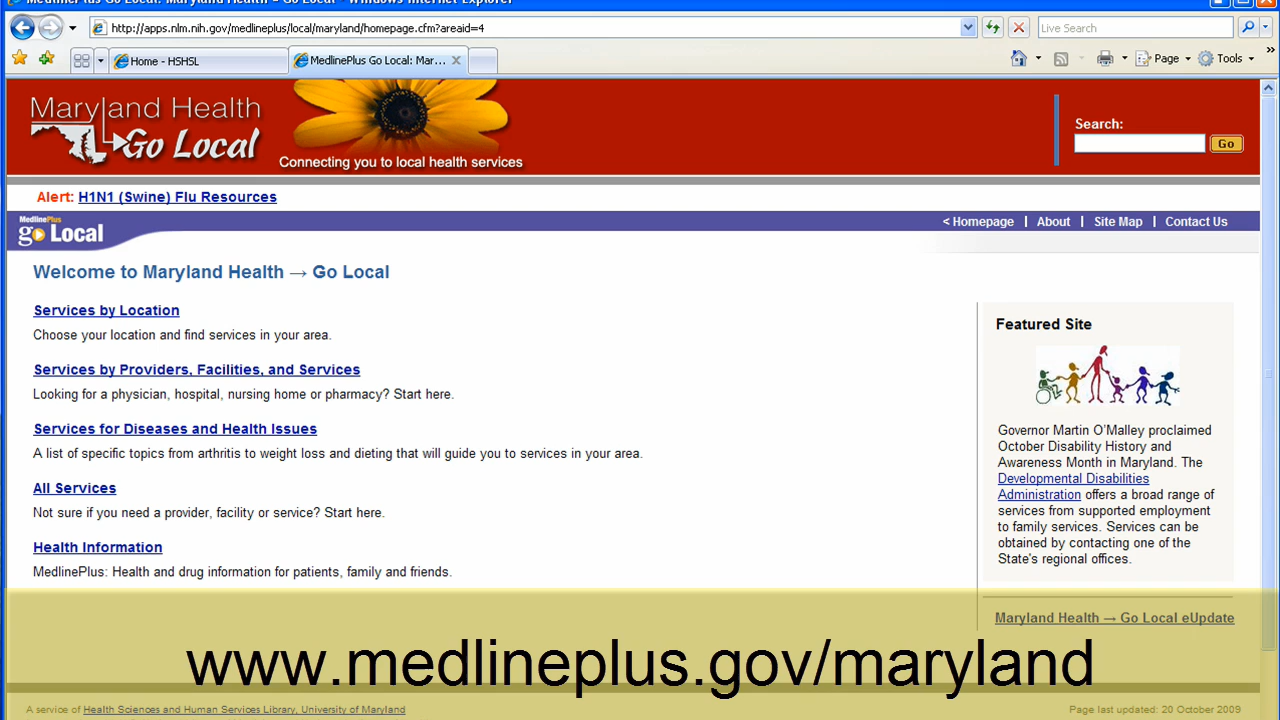 MedlinePlus Go Local: Maryland Health - Go Local - Windows Internet Explorer
http://apps.nlm.nih.gov/medlineplus/local/maryland/homepage.cfm?areaid=4
Live Search
Home - HSHSL
MedlinePlus Go Local: Mar...
Page
Tools
Maryland Health
Go Local
Connecting you to local health services
Search:
Go
Alert: H1N1 (Swine) Flu Resources
MedlinePlus
go Local
< Homepage | About | Site Map | Contact Us
Welcome to Maryland Health → Go Local
Services by Location
Choose your location and find services in your area.
Services by Providers, Facilities, and Services
Looking for a physician, hospital, nursing home or pharmacy? Start here.
Services for Diseases and Health Issues
A list of specific topics from arthritis to weight loss and dieting that will guide you to services in your area.
All Services
Not sure if you need a provider, facility or service? Start here.
Health Information
MedlinePlus: Health and drug information for patients, family and friends.
Featured Site
Governor Martin O'Malley proclaimed
October Disability History and
Awareness Month in Maryland. The
Developmental Disabilities
Administration offers a broad range of
services from supported employment
to family services. Services can be
obtained by contacting one of the
State's regional offices.
Maryland Health → Go Local eUpdate
www.medlineplus.gov/maryland
A service of Health Sciences and Human Services Library, University of Maryland
Page last updated: 20 October 2009